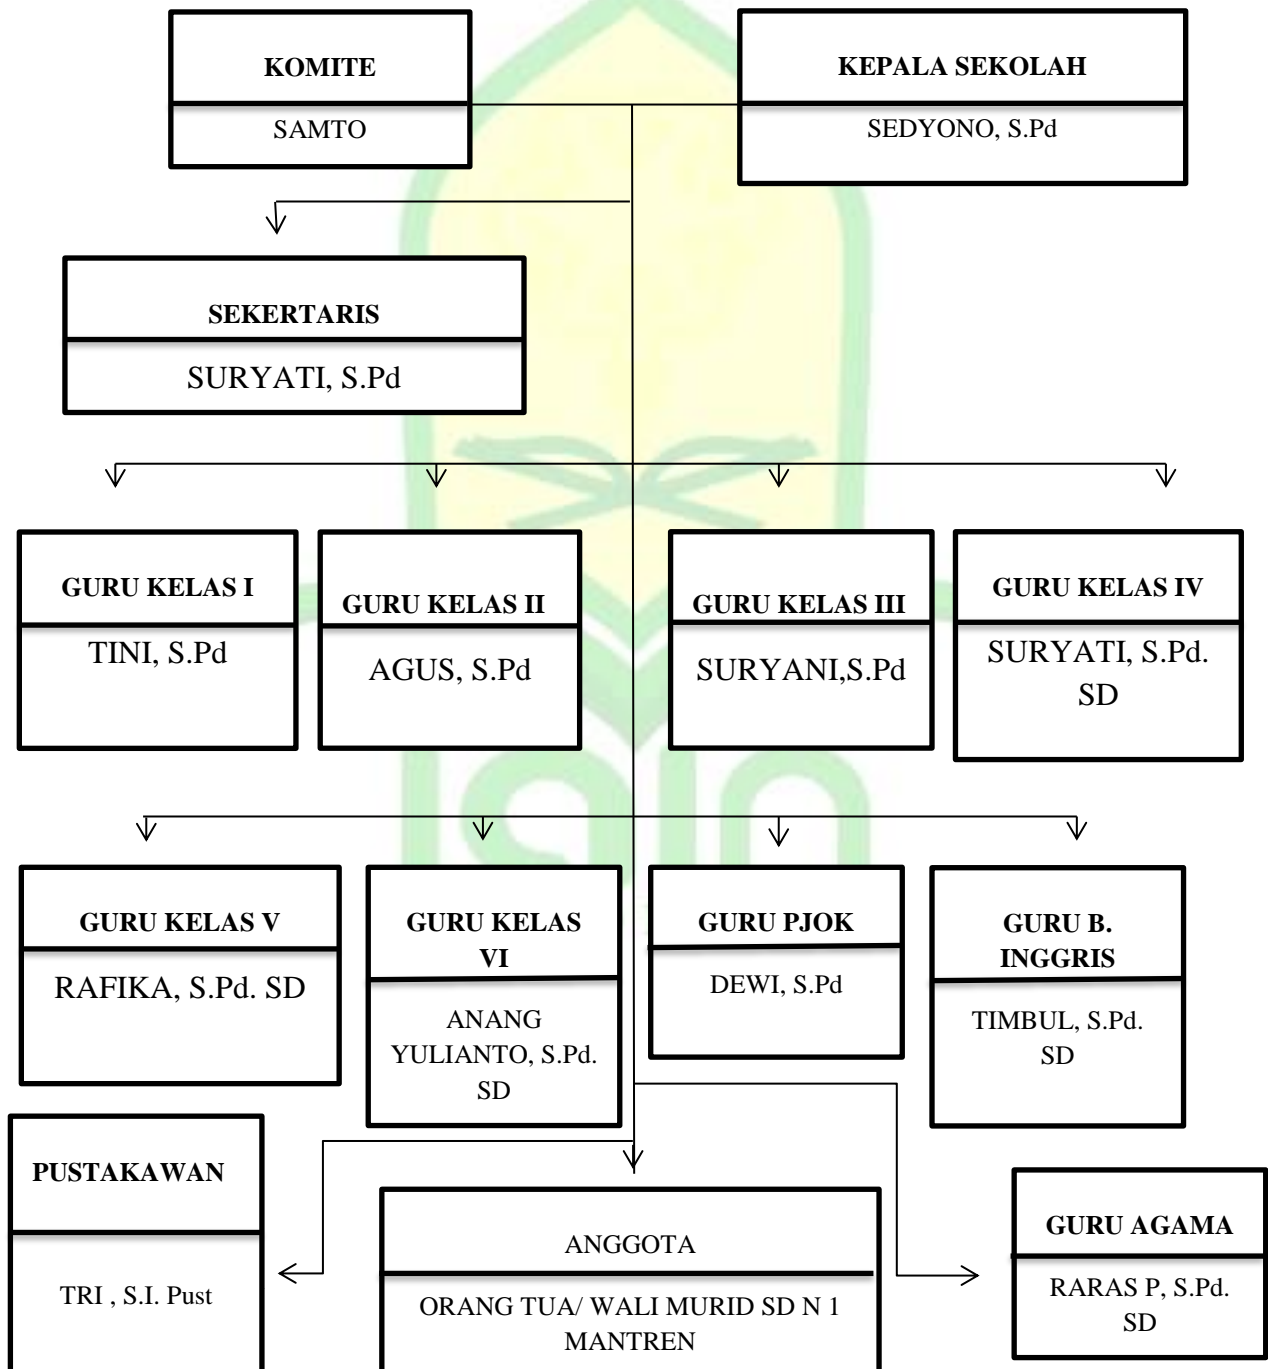 KOMITE
SAMTO
KEPALA SEKOLAH
SEDYONO, S.Pd
SEKERTARIS
SURYATI, S.Pd
GURU KELAS I
TINI, S.Pd
GURU KELAS II
AGUS, S.Pd
GURU KELAS III
SURYANI,S.Pd
GURU KELAS IV
SURYATI, S.Pd.
SD
GURU KELAS V
RAFIKA, S.Pd. SD
GURU KELAS
VI
ANANG
YULIANTO, S.Pd.
SD
GURU PJOK
DEWI, S.Pd
GURU B.
INGGRIS
TIMBUL, S.Pd.
SD
PUSTAKAWAN
TRI , S.I. Pust
ANGGOTA
ORANG TUA/ WALI MURID SD N 1
MANTREN
GURU AGAMA
RARAS P, S.Pd.
SD
iain